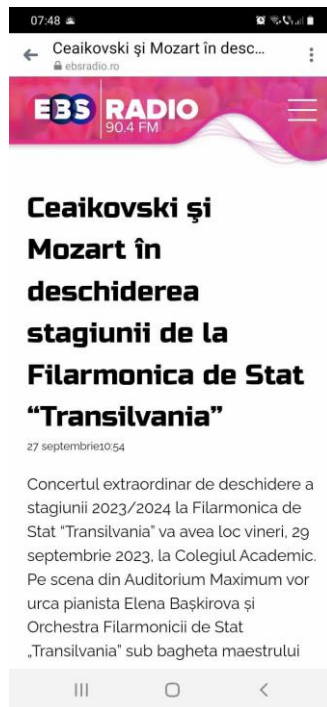 07:48
Ceaikovski şi Mozart în desc...
ebsradio.ro
EBS RADIO
90.4 FM
Ceaikovski şi
Mozart în
deschiderea
stagiunii de la
Filarmonica de Stat
“Transilvania”
27 septembrie10:54
Concertul extraordinar de deschidere a
stagiunii 2023/2024 la Filarmonica de
Stat “Transilvania” va avea loc vineri, 29
septembrie 2023, la Colegiul Academic.
Pe scena din Auditorium Maximum vor
urca pianista Elena Başkirova și
Orchestra Filarmonicii de Stat
„Transilvania” sub bagheta maestrului